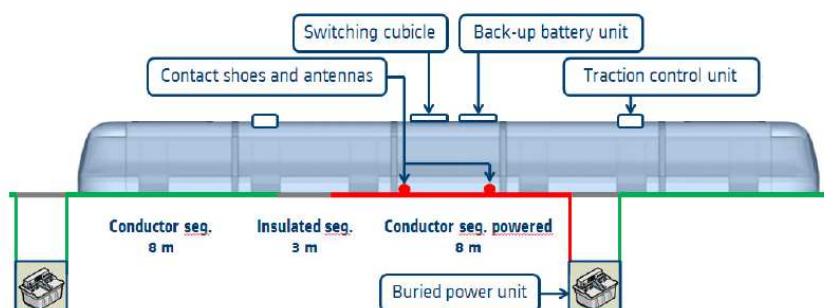 Switching cubicle
Back-up battery unit
Contact shoes and antennas
Traction control unit
Conductor seg.
8 m
Insulated seg.
3 m
Conductor seg. powered
8 m
Buried power unit